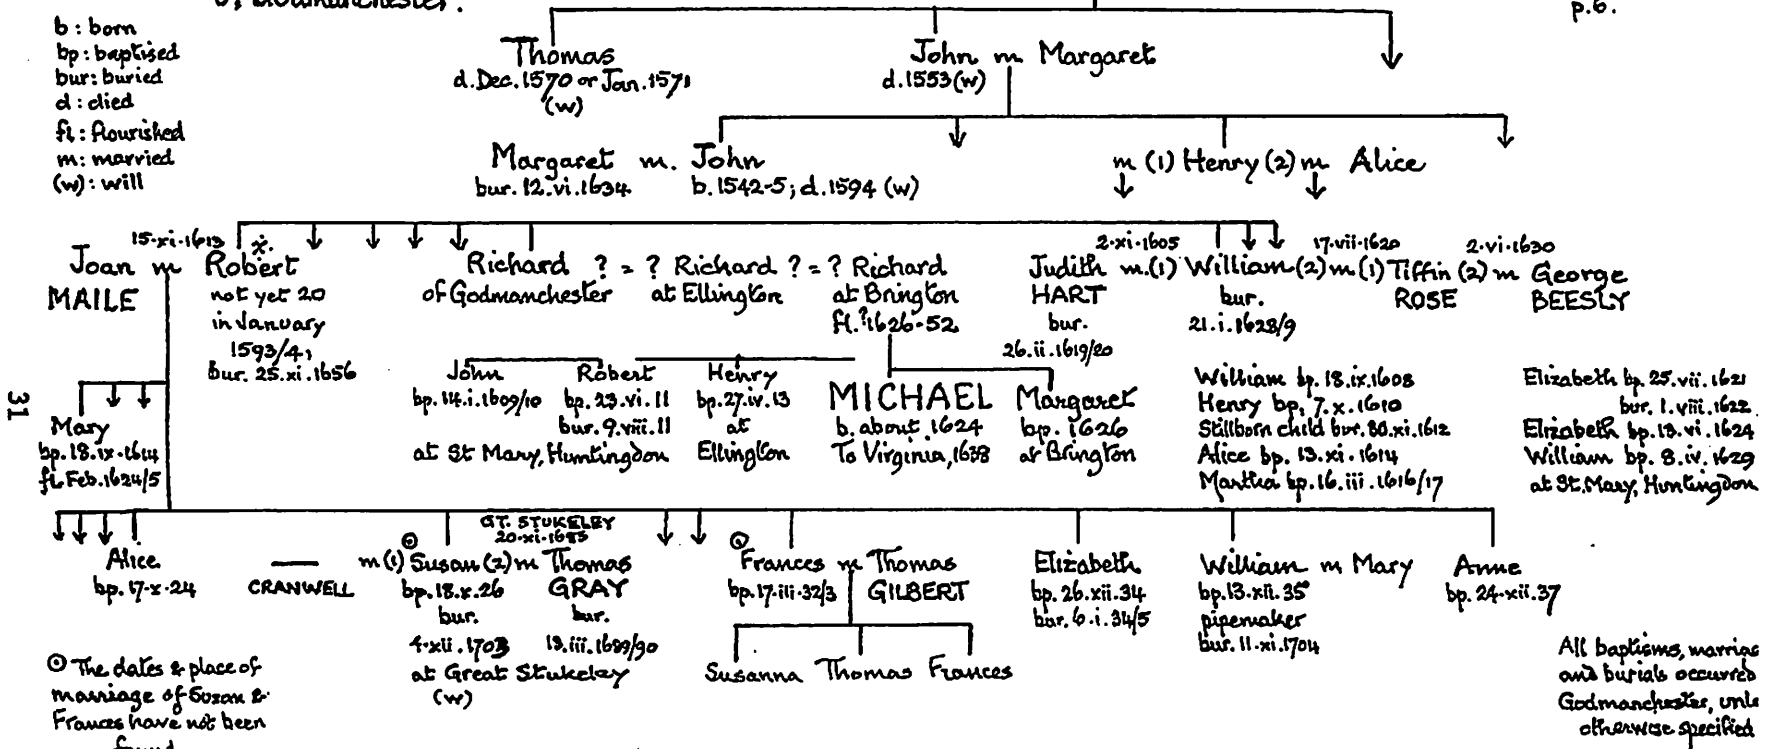 b: born
bp: baptised
bur: buried
d: died
fl: flourished
m: married
(w): will
p.6.
Thomas
d. Dec. 1570 or Jan. 1571
(w)
John m Margaret
d. 1553 (w)
Margaret m. John
bur. 12.vi.1634 b. 1542-5; d. 1594 (w)
m (1) Henry (2) m Alice
15.xi.1613
Joan m Robert
MAILE
not yet 20
in January
1593/4,
bur. 25.xi.1656
Richard ? = ? Richard ? = ? Richard
of Godmanchester at Ellington at Brington
fl. ?1626-52
2.xi.1605 17.vii.1620 2.vi.1630
Judith m.(1) William (2) m (1) Tiffin (2) m George
HART bur. ROSE BEESLY
bur. 21.i.1628/9
26.ii.1619/20
31
Mary
bp. 18.ix.1614
fl. Feb. 1624/5
John Robert Henry
bp. 14.i.1609/10 bp. 23.vi.11 bp. 27.iv.13
bur. 9.viii.11 at
at St Mary, Huntingdon Ellington
MICHAEL Margaret
b. about 1624 bp. 1626
To Virginia, 1638 at Brington
William bp. 18.ix.1608
Henry bp. 7.x.1610
Stillborn child bur. 30.xi.1612
Alice bp. 13.xi.1614
Martha bp. 16.iii.1616/17
Elizabeth bp. 25.vii.1621
bur. 1.viii.1622
Elizabeth bp. 13.vi.1624
William bp. 8.iv.1629
at St. Mary, Huntingdon
GT. STUKELEY
20.xi.1685
Alice
bp. 17.x.24
CRANWELL
m (1) Susan (2) m Thomas
bp. 18.x.26 GRAY
bur. bur.
4.xii.1703 13.iii.1689/90
at Great Stukeley
(w)
Frances m Thomas
bp. 17.iii.32/3 GILBERT
Susanna Thomas Frances
Elizabeth
bp. 26.xii.34
bur. 6.i.34/5
William m Mary
bp. 13.xii.35
pipemaker
bur. 11.xi.1704
Anne
bp. 24.xii.37
⊙ The dates & place of
marriage of Susan &
Frances have not been
All baptisms, marriag
and burials occurred
Godmanchester, unle
otherwise specified